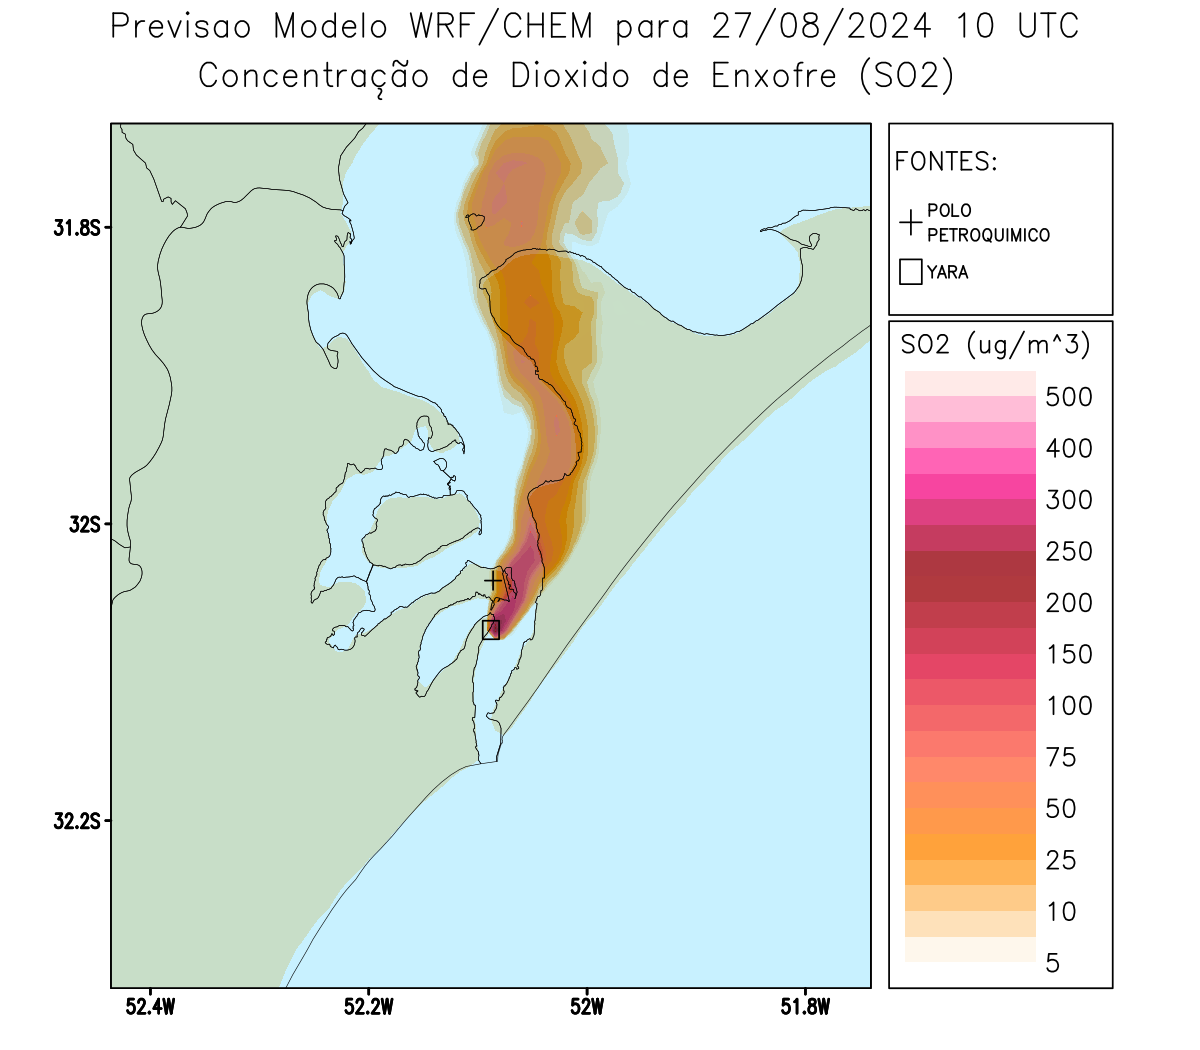 Previsao Modelo WRF/CHEM para 27/08/2024 10 UTC
Concentração de Dioxido de Enxofre (SO2)
FONTES:
POLO
PETROQUIMICO
YARA
SO2 (ug/m^3)
500
400
300
250
200
150
100
75
50
25
10
5
31.8S
32S
32.2S
52.4W
52.2W
52W
51.8W